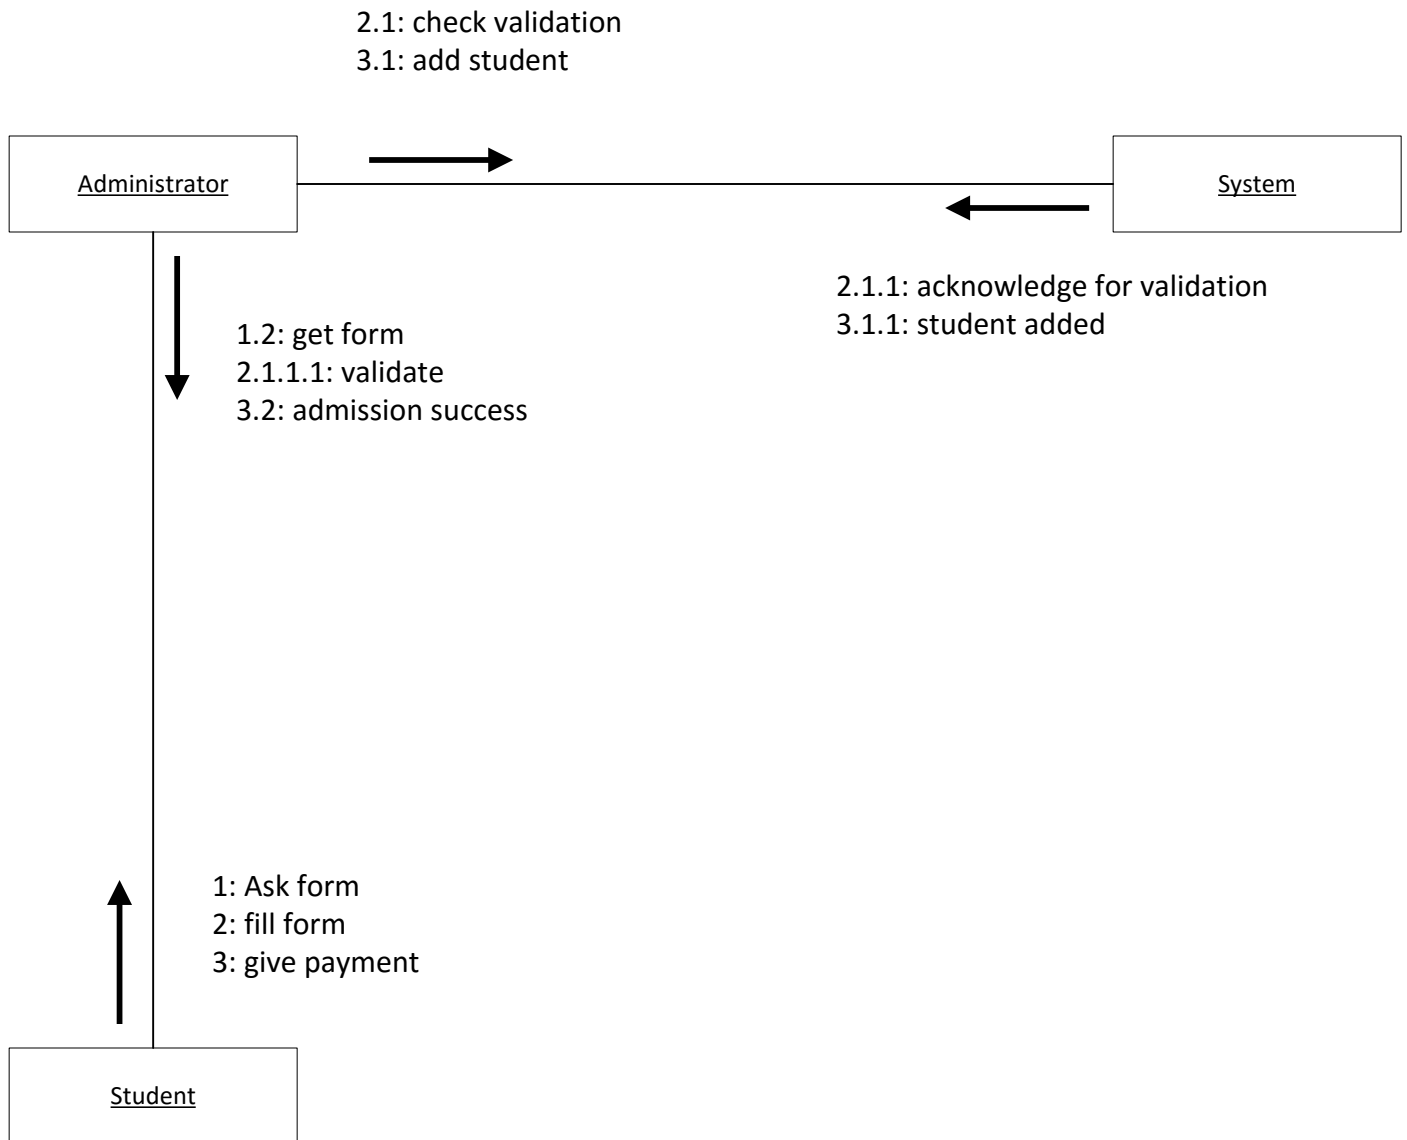 2.1: check validation
3.1: add student
Administrator
System
2.1.1: acknowledge for validation
3.1.1: student added
1.2: get form
2.1.1.1: validate
3.2: admission success
1: Ask form
2: fill form
3: give payment
Student